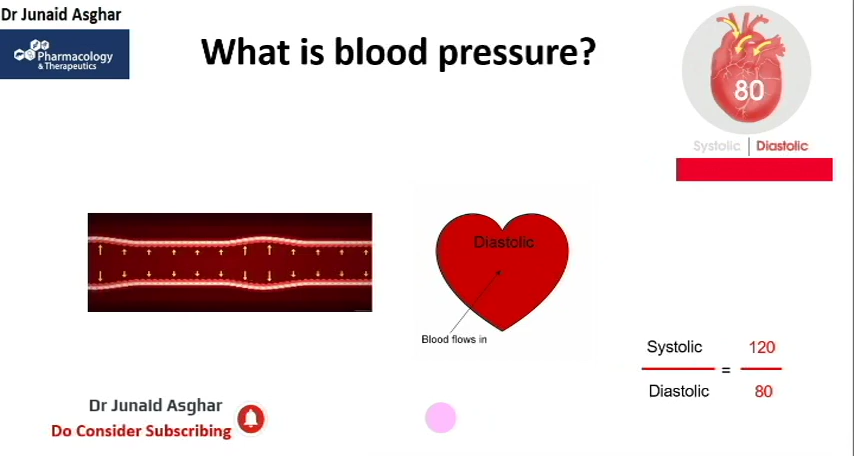 Dr Junaid Asghar
Pharmacology
& Therapeutics
What is blood pressure?
80
Systolic | Diastolic
Diastolic
Blood flows in
Systolic
Diastolic
=
120
80
Dr Junaid Asghar
Do Consider Subscribing